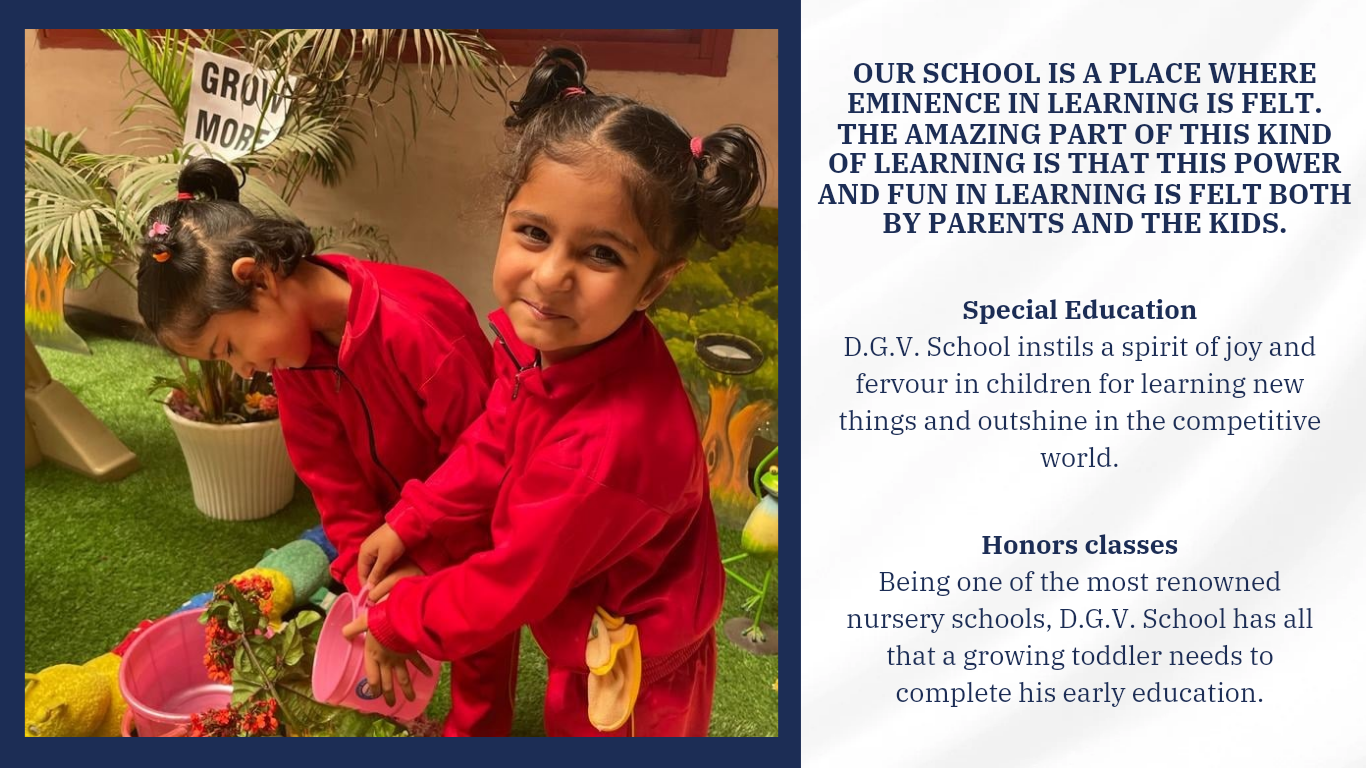 GROW
MORE
OUR SCHOOL IS A PLACE WHERE
EMINENCE IN LEARNING IS FELT.
THE AMAZING PART OF THIS KIND
OF LEARNING IS THAT THIS POWER
AND FUN IN LEARNING IS FELT BOTH
BY PARENTS AND THE KIDS.
Special Education
D.G.V. School instils a spirit of joy and
fervour in children for learning new
things and outshine in the competitive
world.
Honors classes
Being one of the most renowned
nursery schools, D.G.V. School has all
that a growing toddler needs to
complete his early education.